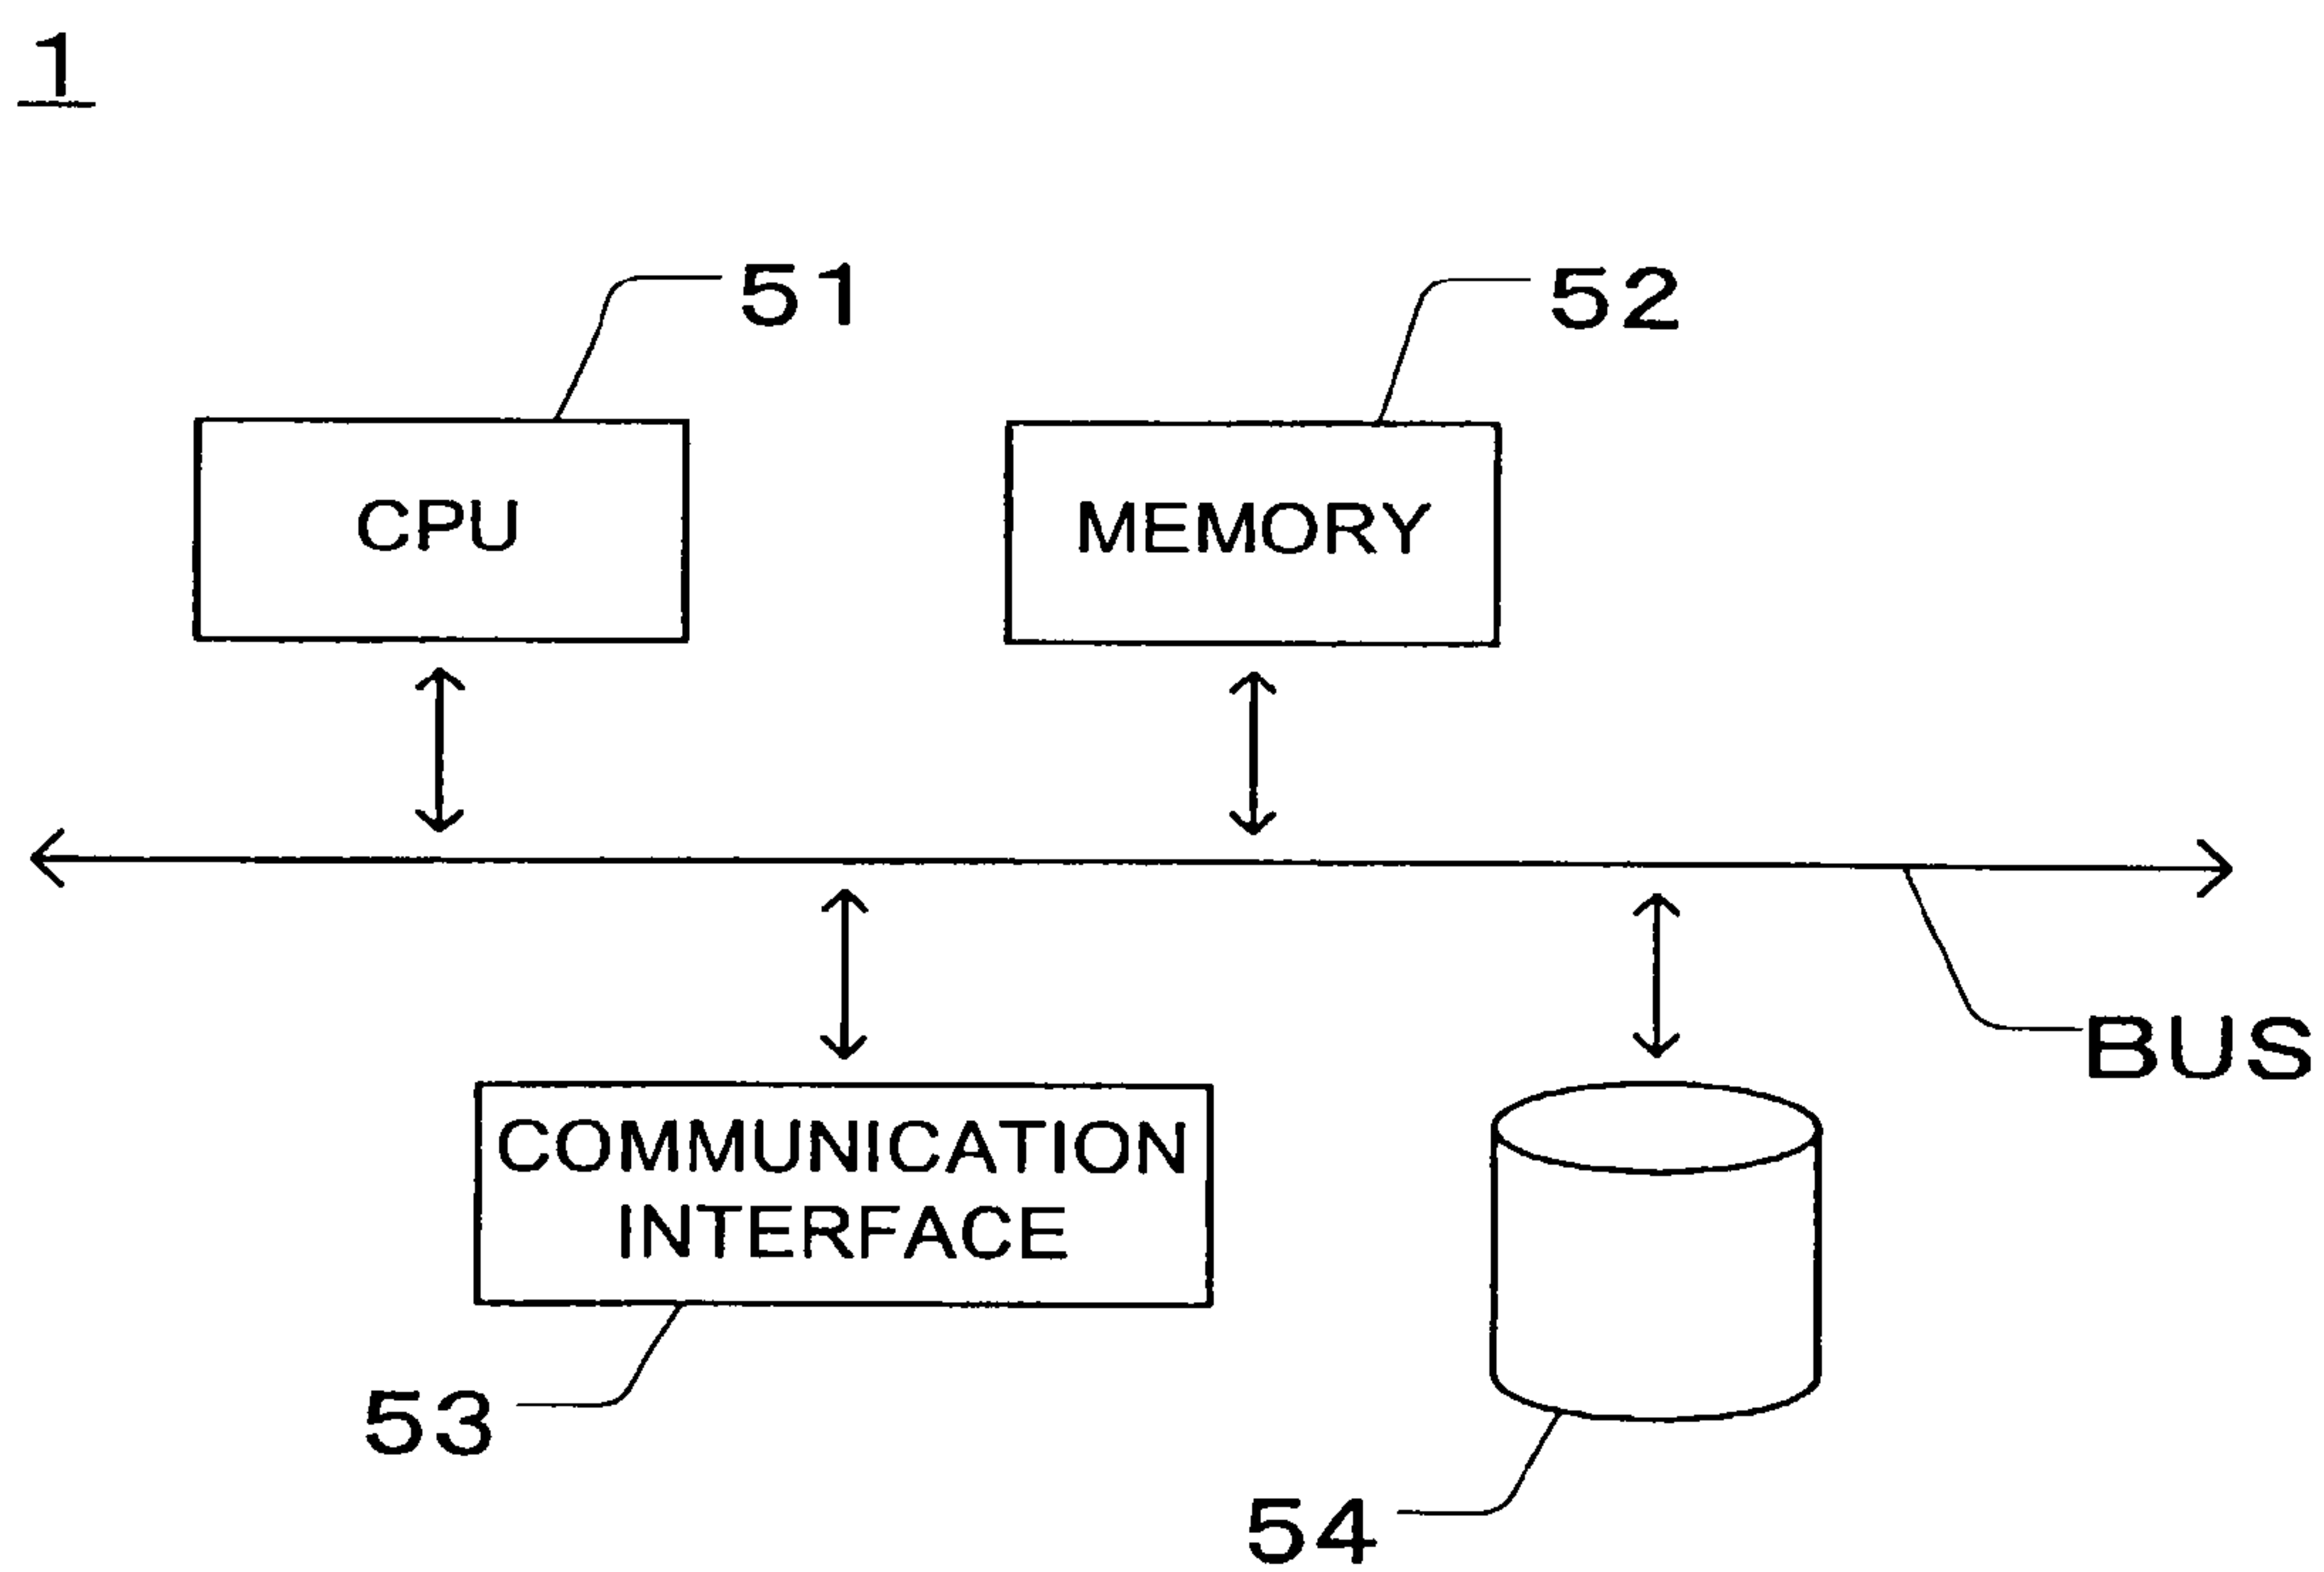 1
51
52
CPU
MEMORY
BUS
COMMUNICATION
INTERFACE
53
54